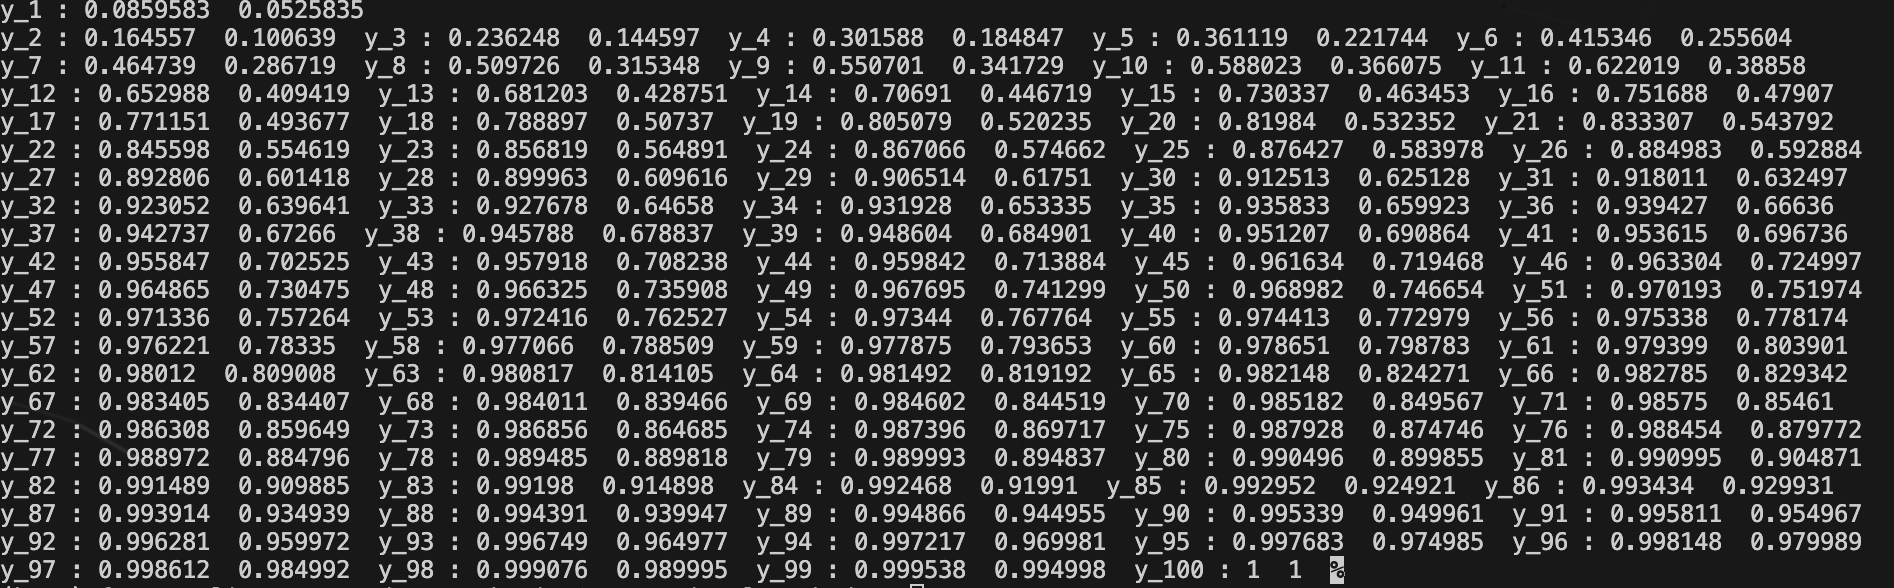 y_1 : 0.0859583  0.0525835
y_2 : 0.164557  0.100639  y_3 : 0.236248  0.144597  y_4 : 0.301588  0.184847  y_5 : 0.361119  0.221744  y_6 : 0.415346  0.255604
y_7 : 0.464739  0.286719  y_8 : 0.509726  0.315348  y_9 : 0.550701  0.341729  y_10 : 0.588023  0.366075  y_11 : 0.622019  0.38858
y_12 : 0.652988  0.409419  y_13 : 0.681203  0.428751  y_14 : 0.70691  0.446719  y_15 : 0.730337  0.463453  y_16 : 0.751688  0.47907
y_17 : 0.771151  0.493677  y_18 : 0.788897  0.50737  y_19 : 0.805079  0.520235  y_20 : 0.81984  0.532352  y_21 : 0.833307  0.543792
y_22 : 0.845598  0.554619  y_23 : 0.856819  0.564891  y_24 : 0.867066  0.574662  y_25 : 0.876427  0.583978  y_26 : 0.884983  0.592884
y_27 : 0.892806  0.601418  y_28 : 0.899963  0.609616  y_29 : 0.906514  0.61751  y_30 : 0.912513  0.625128  y_31 : 0.918011  0.632497
y_32 : 0.923052  0.639641  y_33 : 0.927678  0.64658  y_34 : 0.931928  0.653335  y_35 : 0.935833  0.659923  y_36 : 0.939427  0.66636
y_37 : 0.942737  0.67266  y_38 : 0.945788  0.678837  y_39 : 0.948604  0.684901  y_40 : 0.951207  0.690864  y_41 : 0.953615  0.696736
y_42 : 0.955847  0.702525  y_43 : 0.957918  0.708238  y_44 : 0.959842  0.713884  y_45 : 0.961634  0.719468  y_46 : 0.963304  0.724997
y_47 : 0.964865  0.730475  y_48 : 0.966325  0.735908  y_49 : 0.967695  0.741299  y_50 : 0.968982  0.746654  y_51 : 0.970193  0.751974
y_52 : 0.971336  0.757264  y_53 : 0.972416  0.762527  y_54 : 0.97344  0.767764  y_55 : 0.974413  0.772979  y_56 : 0.975338  0.778174
y_57 : 0.976221  0.78335  y_58 : 0.977066  0.788509  y_59 : 0.977875  0.793653  y_60 : 0.978651  0.798783  y_61 : 0.979399  0.803901
y_62 : 0.98012  0.809008  y_63 : 0.980817  0.814105  y_64 : 0.981492  0.819192  y_65 : 0.982148  0.824271  y_66 : 0.982785  0.829342
y_67 : 0.983405  0.834407  y_68 : 0.984011  0.839466  y_69 : 0.984602  0.844519  y_70 : 0.985182  0.849567  y_71 : 0.98575  0.85461
y_72 : 0.986308  0.859649  y_73 : 0.986856  0.864685  y_74 : 0.987396  0.869717  y_75 : 0.987928  0.874746  y_76 : 0.988454  0.879772
y_77 : 0.988972  0.884796  y_78 : 0.989485  0.889818  y_79 : 0.989993  0.894837  y_80 : 0.990496  0.899855  y_81 : 0.990995  0.904871
y_82 : 0.991489  0.909885  y_83 : 0.99198  0.914898  y_84 : 0.992468  0.91991  y_85 : 0.992952  0.924921  y_86 : 0.993434  0.929931
y_87 : 0.993914  0.934939  y_88 : 0.994391  0.939947  y_89 : 0.994866  0.944955  y_90 : 0.995339  0.949961  y_91 : 0.995811  0.954967
y_92 : 0.996281  0.959972  y_93 : 0.996749  0.964977  y_94 : 0.997217  0.969981  y_95 : 0.997683  0.974985  y_96 : 0.998148  0.979989
y_97 : 0.998612  0.984992  y_98 : 0.999076  0.989995  y_99 : 0.999538  0.994998  y_100 : 1  1  %